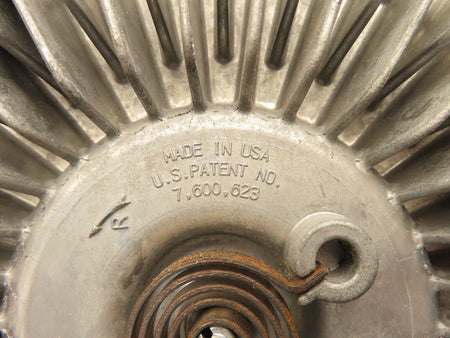 MADE IN USA
U.S.PATENT NO.
7,600,623
R